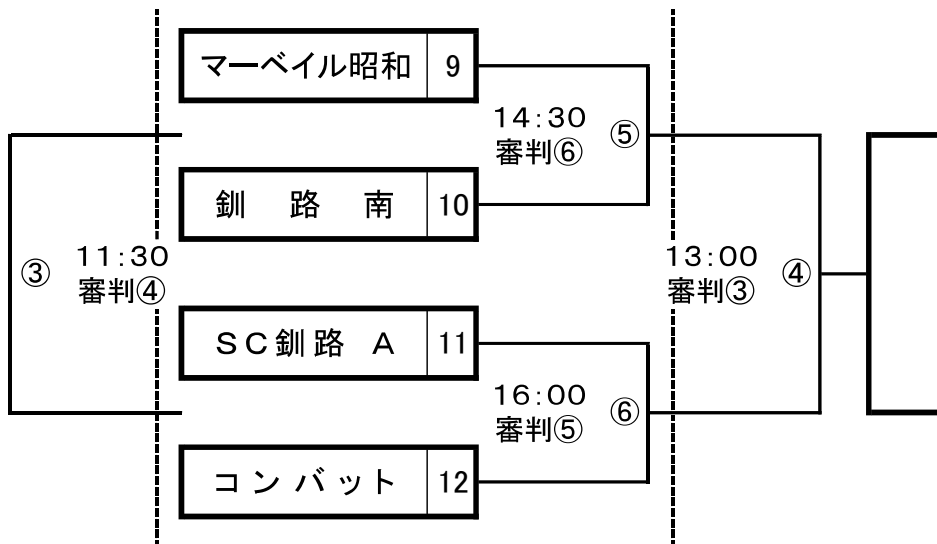 マーベイル昭和 9
14:30 ⑤
審判⑥
釧 路 南 10
③ 11:30
審判④
13:00 ④
審判③
SC釧路 A 11
16:00 ⑥
審判⑤
コンバット 12